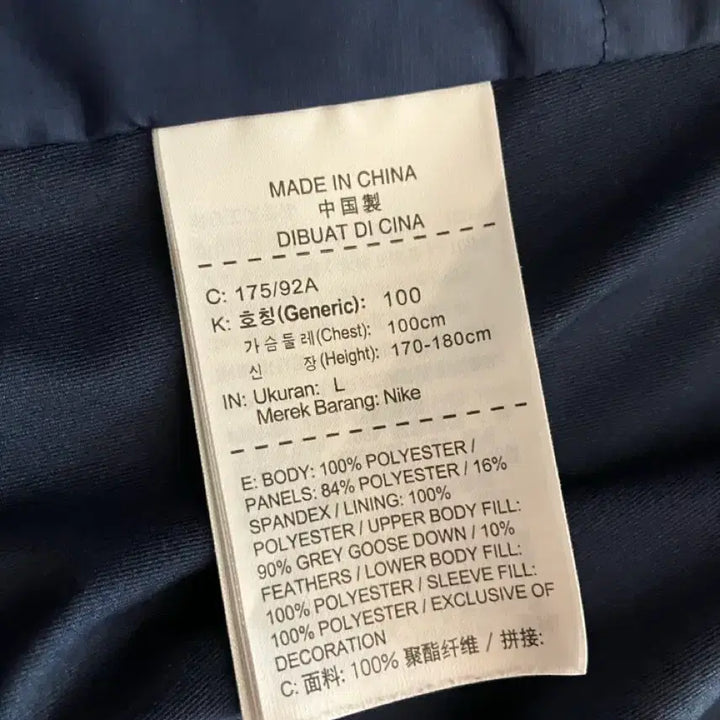 MADE IN CHINA
中国製
DIBUAT DI CINA
C: 175/92A
K: 호칭(Generic): 100
가슴둘레(Chest): 100cm
신 장(Height): 170-180cm
IN: Ukuran: L
Merek Barang: Nike
E: BODY: 100% POLYESTER /
PANELS: 84% POLYESTER / 16%
SPANDEX / LINING: 100%
POLYESTER / UPPER BODY FILL:
90% GREY GOOSE DOWN / 10%
FEATHERS / LOWER BODY FILL:
100% POLYESTER / SLEEVE FILL:
100% POLYESTER / EXCLUSIVE OF
DECORATION
C: 面料: 100% 聚酯纤维 / 拼接: